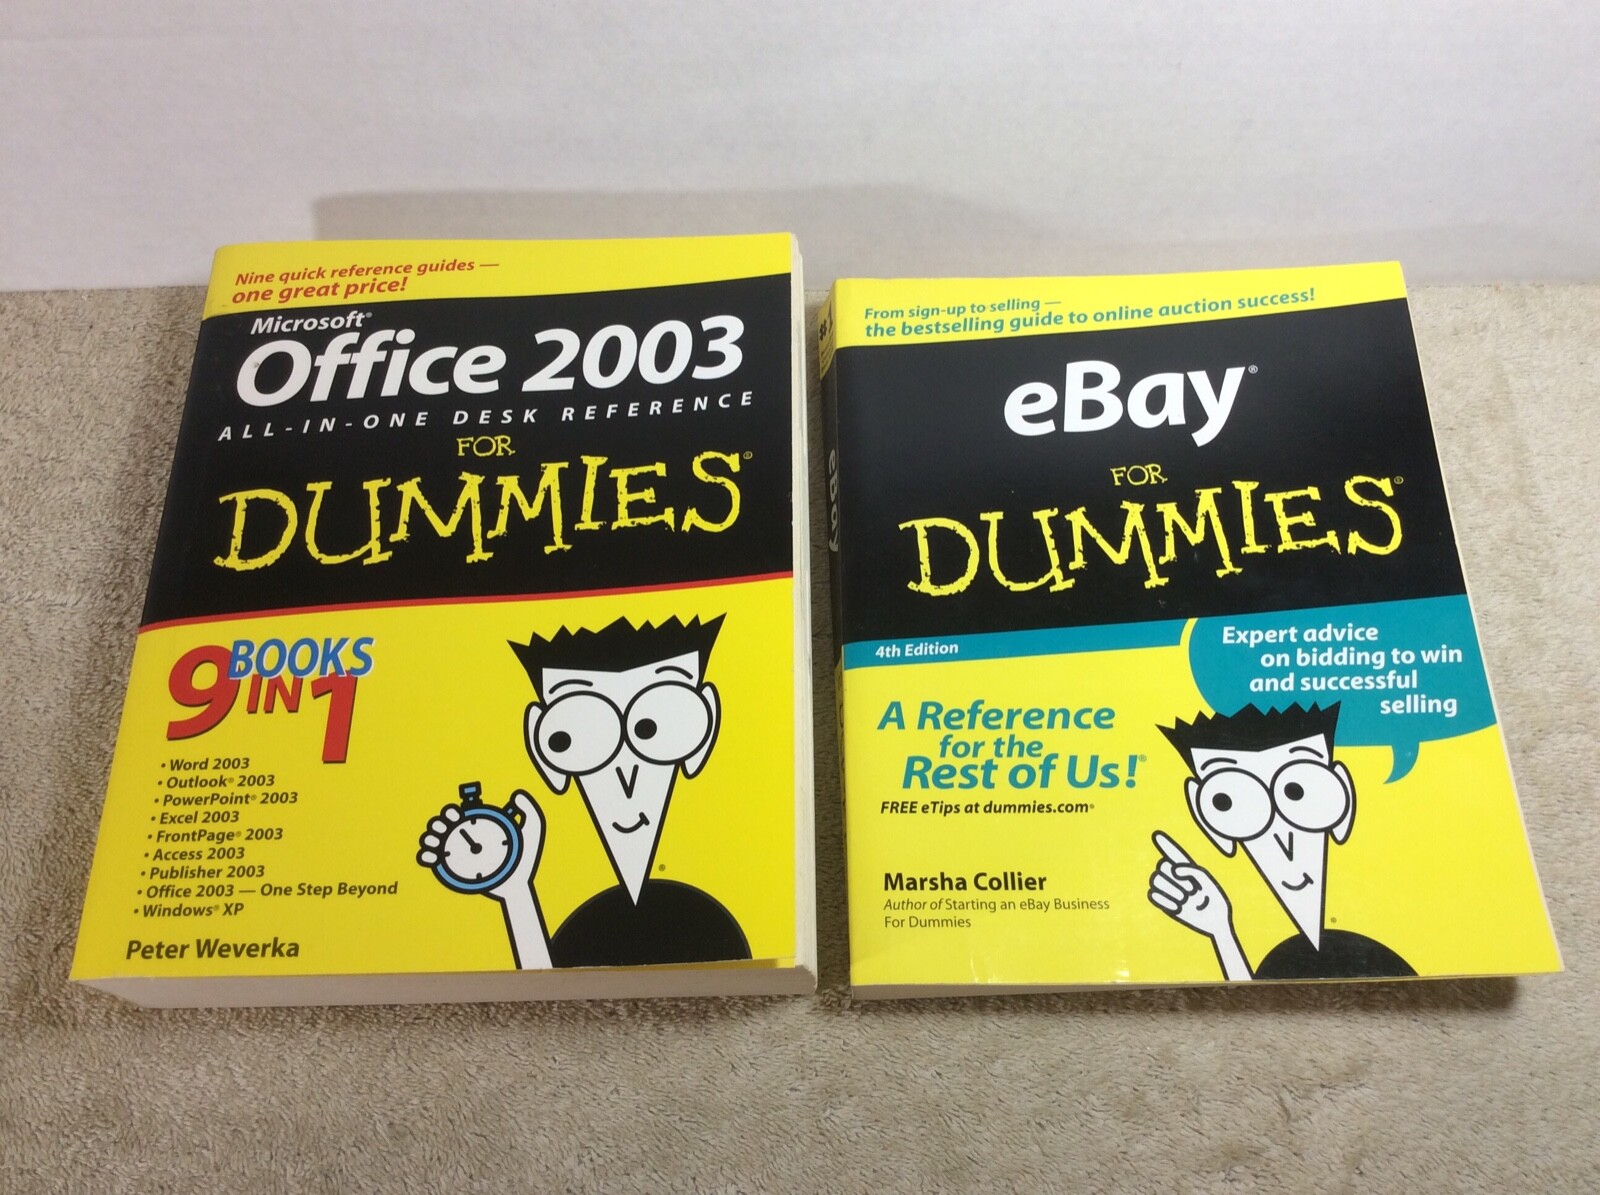 Nine quick reference guides —
one great price!
Microsoft®
Office 2003
ALL-IN-ONE DESK REFERENCE
FOR
DUMMIES®
9 BOOKS
IN 1
• Word 2003
• Outlook® 2003
• PowerPoint® 2003
• Excel 2003
• FrontPage® 2003
• Access 2003
• Publisher 2003
• Office 2003 — One Step Beyond
• Windows® XP
Peter Weverka
®
From sign-up to selling —
the bestselling guide to online auction success!
#1
eBay
eBay®
FOR
DUMMIES®
4th Edition
Expert advice
on bidding to win
and successful
selling
A Reference
for the
Rest of Us!®
FREE eTips at dummies.com®
Marsha Collier
Author of Starting an eBay Business
For Dummies
®